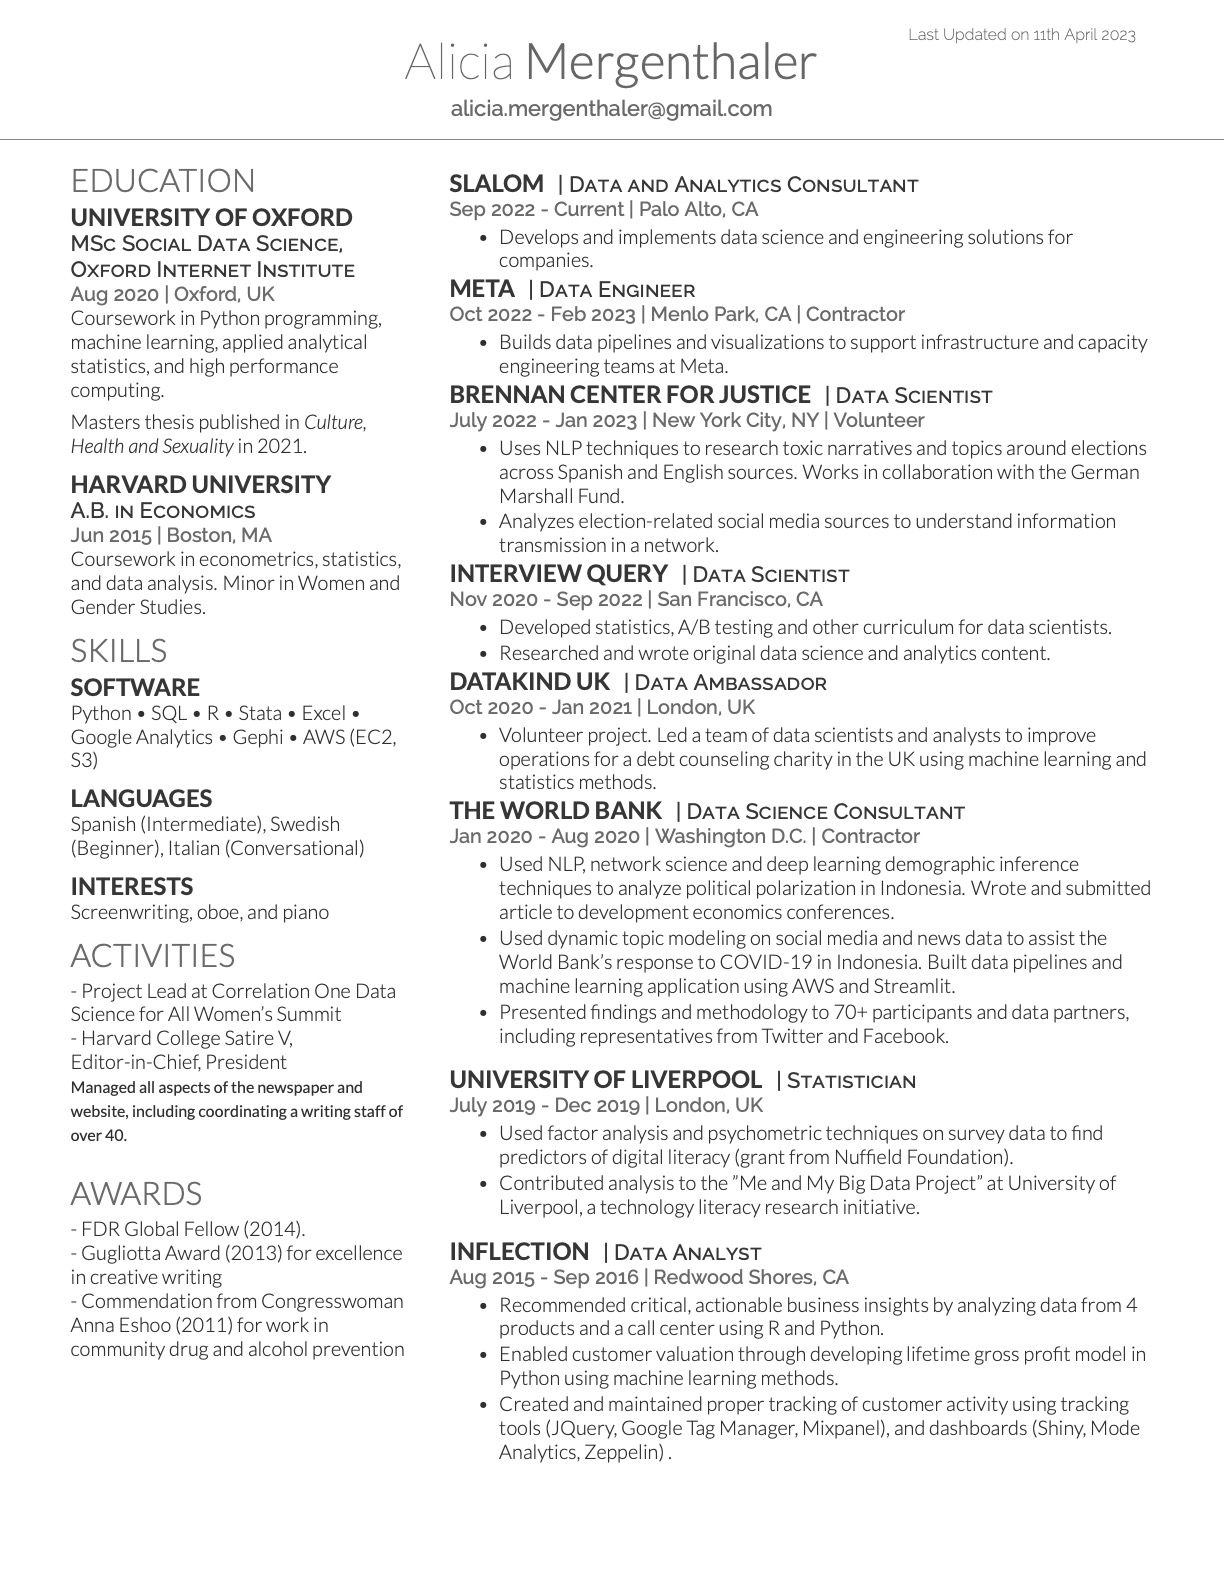 Last Updated on 11th April 2023
Alicia Mergenthaler
alicia.mergenthaler@gmail.com
EDUCATION
UNIVERSITY OF OXFORD
MSc Social Data Science,
Oxford Internet Institute
Aug 2020 | Oxford, UK
Coursework in Python programming,
machine learning, applied analytical
statistics, and high performance
computing.
Masters thesis published in Culture,
Health and Sexuality in 2021.
HARVARD UNIVERSITY
A.B. in Economics
Jun 2015 | Boston, MA
Coursework in econometrics, statistics,
and data analysis. Minor in Women and
Gender Studies.
SKILLS
SOFTWARE
Python • SQL • R • Stata • Excel •
Google Analytics • Gephi • AWS (EC2,
S3)
LANGUAGES
Spanish (Intermediate), Swedish
(Beginner), Italian (Conversational)
INTERESTS
Screenwriting, oboe, and piano
ACTIVITIES
- Project Lead at Correlation One Data
Science for All Women’s Summit
- Harvard College Satire V,
Editor-in-Chief, President
Managed all aspects of the newspaper and
website, including coordinating a writing staff of
over 40.
AWARDS
- FDR Global Fellow (2014).
- Gugliotta Award (2013) for excellence
in creative writing
- Commendation from Congresswoman
Anna Eshoo (2011) for work in
community drug and alcohol prevention
SLALOM | Data and Analytics Consultant
Sep 2022 - Current | Palo Alto, CA
• Develops and implements data science and engineering solutions for
companies.
META | Data Engineer
Oct 2022 - Feb 2023 | Menlo Park, CA | Contractor
• Builds data pipelines and visualizations to support infrastructure and capacity
engineering teams at Meta.
BRENNAN CENTER FOR JUSTICE | Data Scientist
July 2022 - Jan 2023 | New York City, NY | Volunteer
• Uses NLP techniques to research toxic narratives and topics around elections
across Spanish and English sources. Works in collaboration with the German
Marshall Fund.
• Analyzes election-related social media sources to understand information
transmission in a network.
INTERVIEW QUERY | Data Scientist
Nov 2020 - Sep 2022 | San Francisco, CA
• Developed statistics, A/B testing and other curriculum for data scientists.
• Researched and wrote original data science and analytics content.
DATAKIND UK | Data Ambassador
Oct 2020 - Jan 2021 | London, UK
• Volunteer project. Led a team of data scientists and analysts to improve
operations for a debt counseling charity in the UK using machine learning and
statistics methods.
THE WORLD BANK | Data Science Consultant
Jan 2020 - Aug 2020 | Washington D.C. | Contractor
• Used NLP, network science and deep learning demographic inference
techniques to analyze political polarization in Indonesia. Wrote and submitted
article to development economics conferences.
• Used dynamic topic modeling on social media and news data to assist the
World Bank’s response to COVID-19 in Indonesia. Built data pipelines and
machine learning application using AWS and Streamlit.
• Presented findings and methodology to 70+ participants and data partners,
including representatives from Twitter and Facebook.
UNIVERSITY OF LIVERPOOL | Statistician
July 2019 - Dec 2019 | London, UK
• Used factor analysis and psychometric techniques on survey data to find
predictors of digital literacy (grant from Nuffield Foundation).
• Contributed analysis to the ”Me and My Big Data Project” at University of
Liverpool, a technology literacy research initiative.
INFLECTION | Data Analyst
Aug 2015 - Sep 2016 | Redwood Shores, CA
• Recommended critical, actionable business insights by analyzing data from 4
products and a call center using R and Python.
• Enabled customer valuation through developing lifetime gross profit model in
Python using machine learning methods.
• Created and maintained proper tracking of customer activity using tracking
tools (JQuery, Google Tag Manager, Mixpanel), and dashboards (Shiny, Mode
Analytics, Zeppelin) .